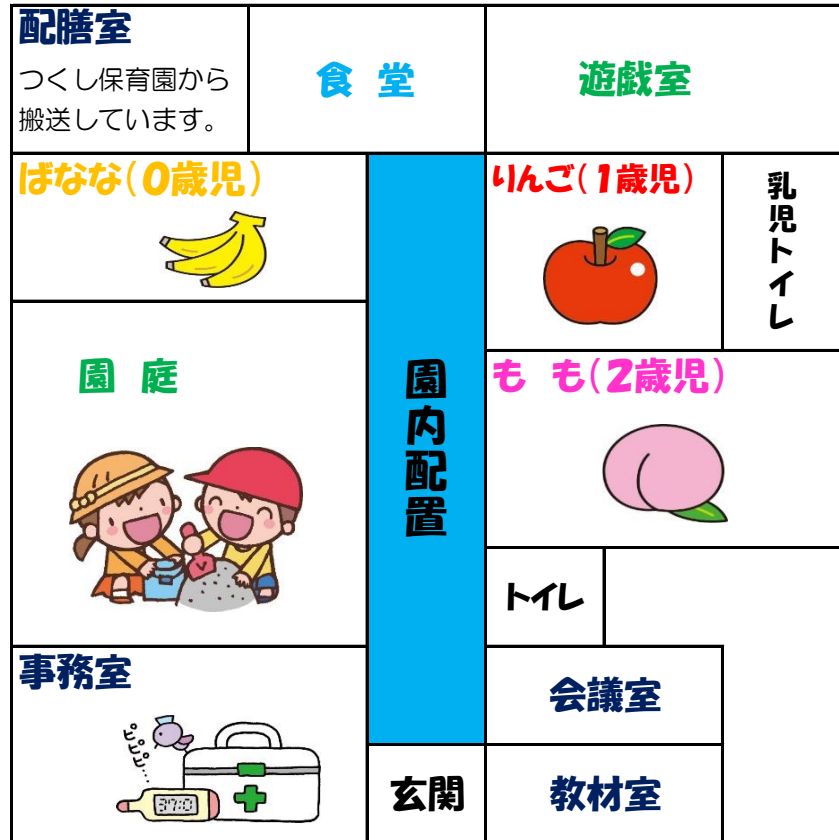 配膳室
つくし保育園から
搬送しています。
食 堂
遊戯室
ばなな(0歳児)
りんご(1歳児)
乳児トイレ
園 庭
園内配置
も も(2歳児)
トイレ
事務室
ピピピピ…
37:0
会議室
玄関
教材室